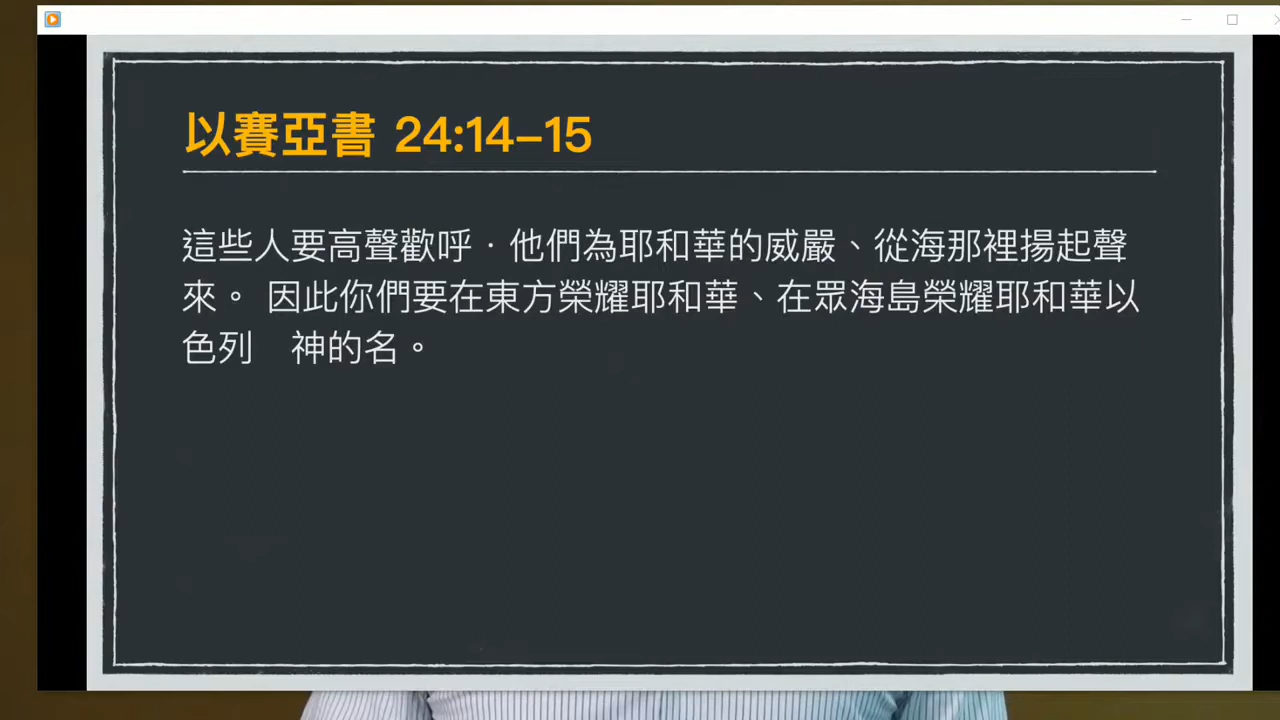 以賽亞書 24:14–15
這些人要高聲歡呼．他們為耶和華的威嚴、從海那裡揚起聲
來。 因此你們要在東方榮耀耶和華、在眾海島榮耀耶和華以
色列　神的名。